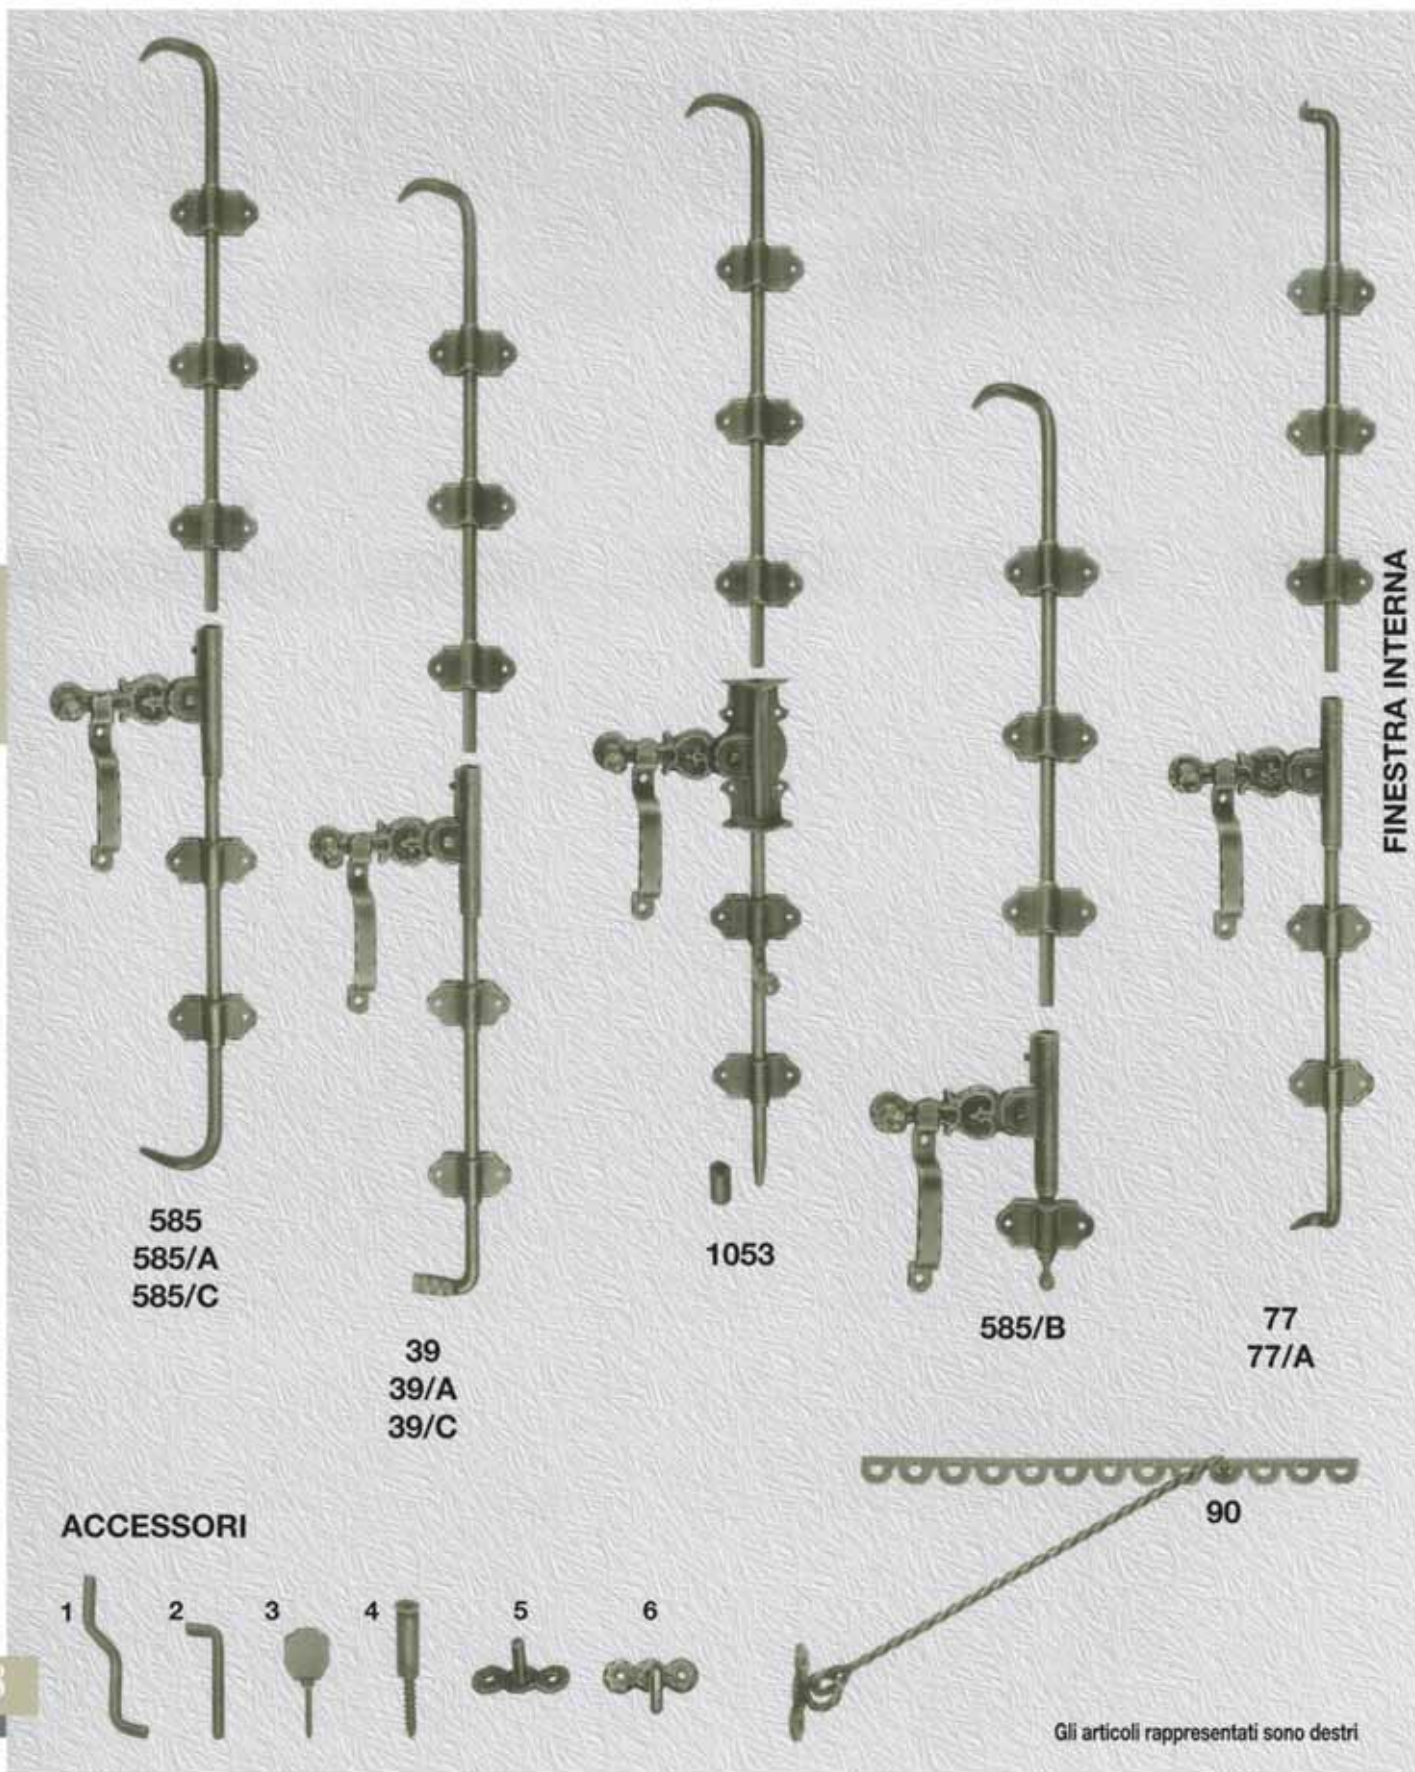 FINESTRA INTERNA
585
585/A
585/C
39
39/A
39/C
1053
585/B
77
77/A
90
ACCESSORI
1
2
3
4
5
6
Gli articoli rappresentati sono destri